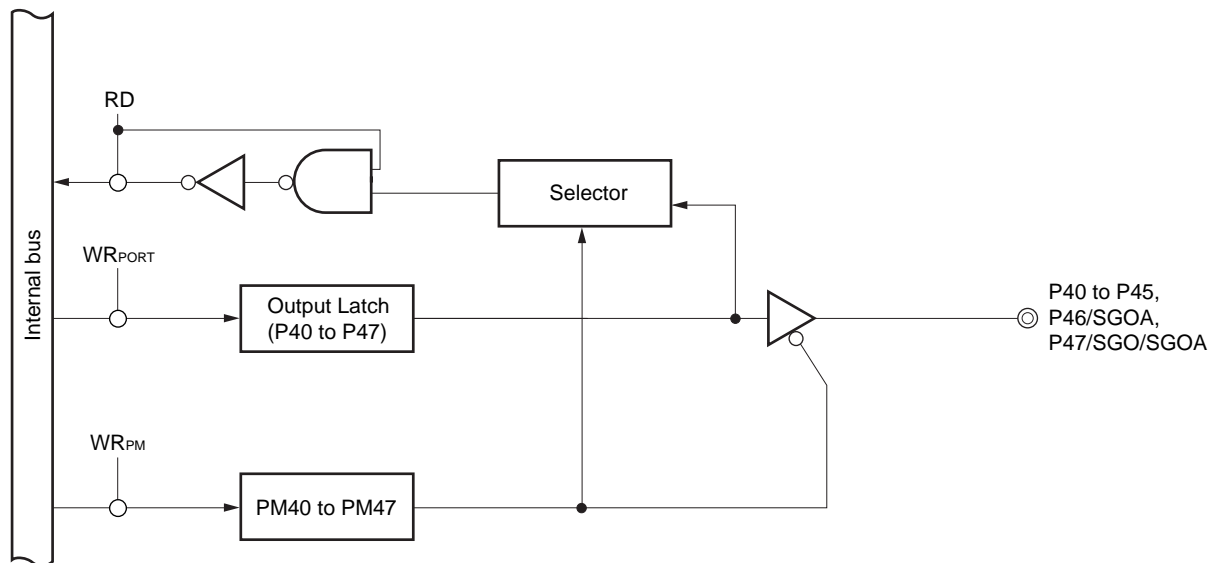 RD
Selector
WRPORT
Internal bus
Output Latch
(P40 to P47)
P40 to P45,
P46/SGOA,
P47/SGO/SGOA
WRPM
PM40 to PM47